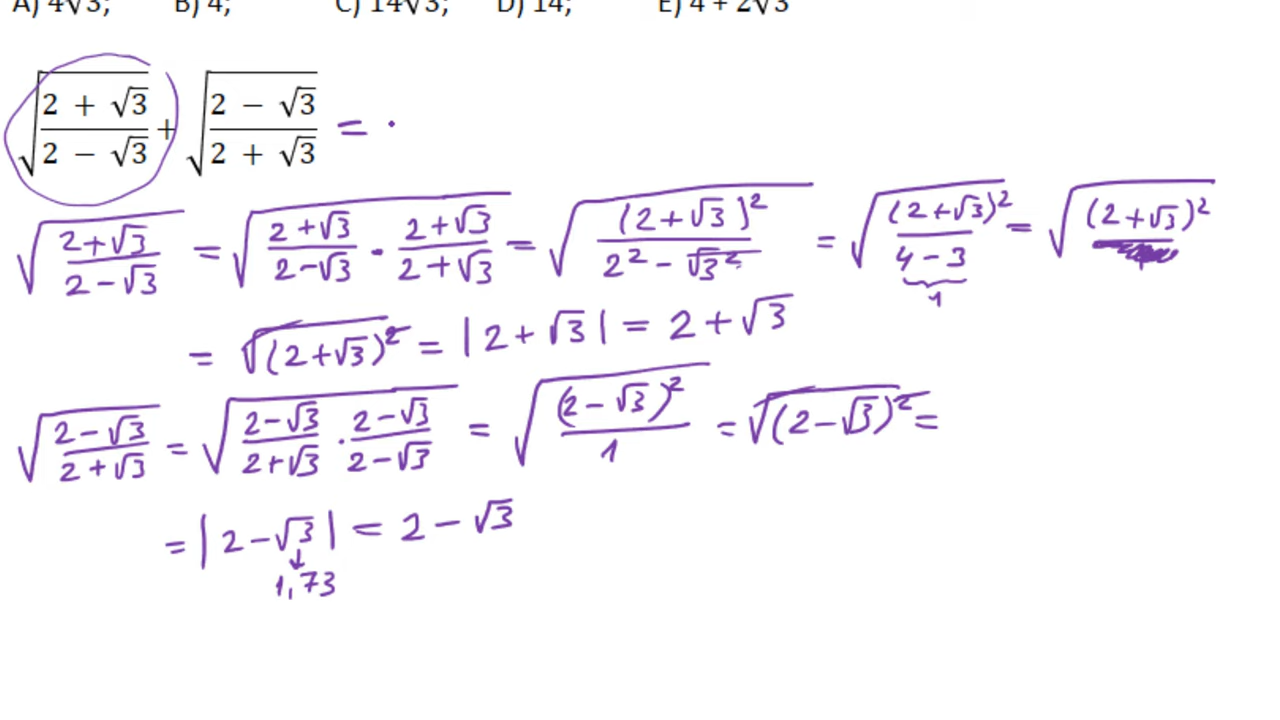 A) 4√3; B) 4; C) 14√3; D) 14; E) 4 + 2√3
√((2 + √3)/(2 − √3)) + √((2 − √3)/(2 + √3)) = .
√((2+√3)/(2−√3)) = √((2+√3)/(2−√3) · (2+√3)/(2+√3)) = √((2+√3)²/(2² − √3²)) = √((2+√3)²/(4−3)) = √((2+√3)²)
1
= √((2+√3)²) = |2+√3| = 2+√3
√((2−√3)/(2+√3)) = √((2−√3)/(2+√3) · (2−√3)/(2−√3)) = √((2−√3)²/1) = √((2−√3)²) =
= |2−√3| = 2−√3
↓
1,73